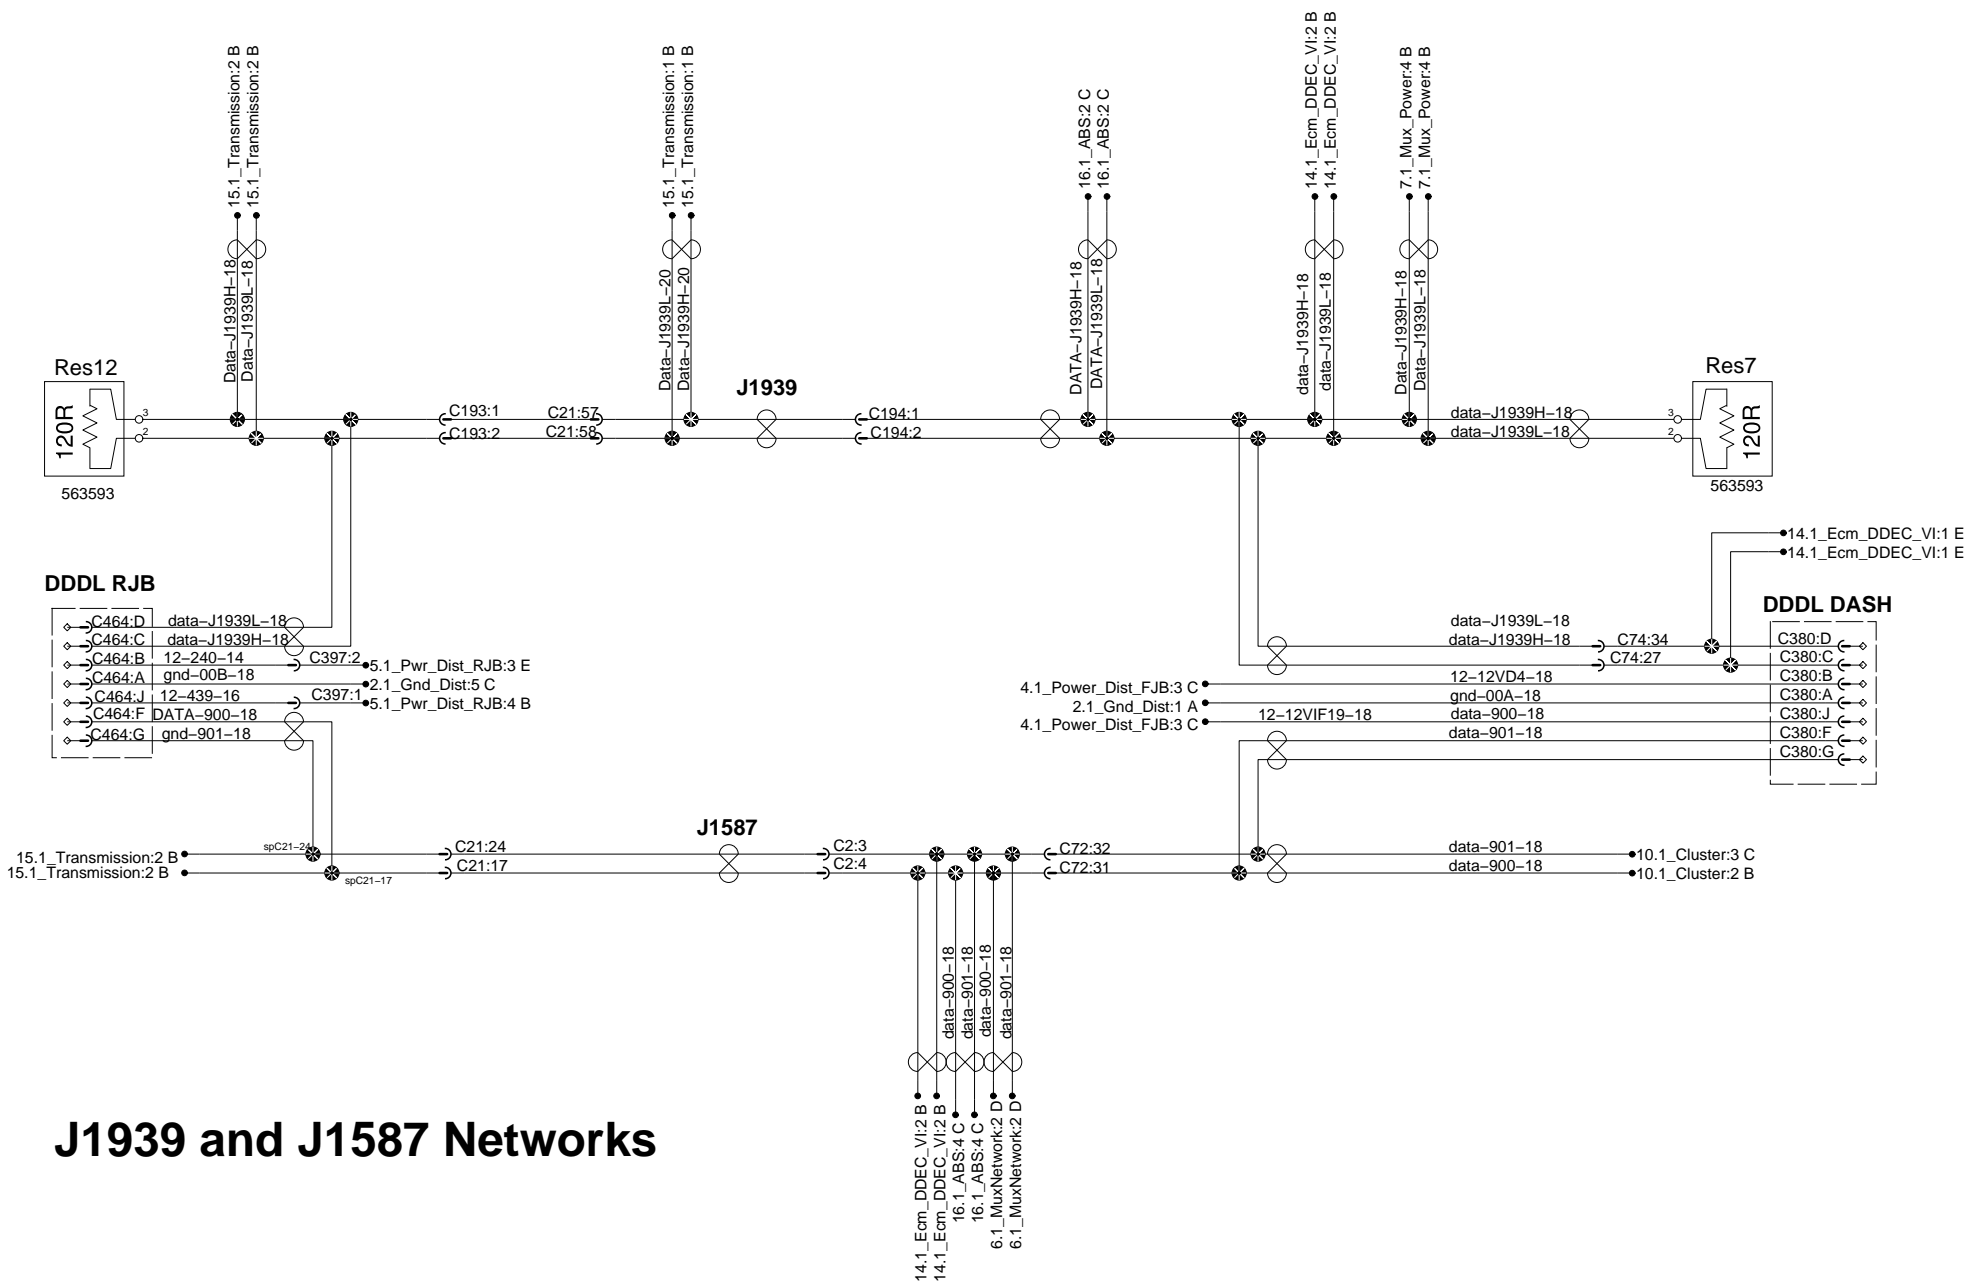 15.1_Transmission:2 B
15.1_Transmission:2 B
15.1_Transmission:1 B
15.1_Transmission:1 B
16.1_ABS:2 C
16.1_ABS:2 C
14.1_Ecm_DDEC_VI:2 B
14.1_Ecm_DDEC_VI:2 B
7.1_Mux_Power:4 B
7.1_Mux_Power:4 B
Data-J1939H-18
Data-J1939L-18
Data-J1939L-20
Data-J1939H-20
DATA-J1939H-18
DATA-J1939L-18
data-J1939H-18
data-J1939L-18
Data-J1939H-18
Data-J1939L-18
Res12
120R
3
2
563593
C193:1
C193:2
C21:57
C21:58
J1939
C194:1
C194:2
data-J1939H-18
data-J1939L-18
Res7
3
2
120R
563593
14.1_Ecm_DDEC_VI:1 E
14.1_Ecm_DDEC_VI:1 E
DDDL RJB
C464:D data-J1939L-18
C464:C data-J1939H-18
C464:B 12-240-14 C397:2 5.1_Pwr_Dist_RJB:3 E
C464:A gnd-00B-18 2.1_Gnd_Dist:5 C
C464:J 12-439-16 C397:1 5.1_Pwr_Dist_RJB:4 B
C464:F DATA-900-18
C464:G gnd-901-18
DDDL DASH
data-J1939L-18
data-J1939H-18 C74:34 C380:D
C74:27 C380:C
4.1_Power_Dist_FJB:3 C 12-12VD4-18 C380:B
2.1_Gnd_Dist:1 A gnd-00A-18 C380:A
4.1_Power_Dist_FJB:3 C 12-12VIF19-18 data-900-18 C380:J
data-901-18 C380:F
C380:G
J1587
15.1_Transmission:2 B spC21-24 C21:24 C2:3 C72:32 data-901-18 10.1_Cluster:3 C
15.1_Transmission:2 B spC21-17 C21:17 C2:4 C72:31 data-900-18 10.1_Cluster:2 B
data-900-18
data-901-18
data-900-18
data-901-18
14.1_Ecm_DDEC_VI:2 B
14.1_Ecm_DDEC_VI:2 B
16.1_ABS:4 C
16.1_ABS:4 C
6.1_MuxNetwork:2 D
6.1_MuxNetwork:2 D
J1939 and J1587 Networks